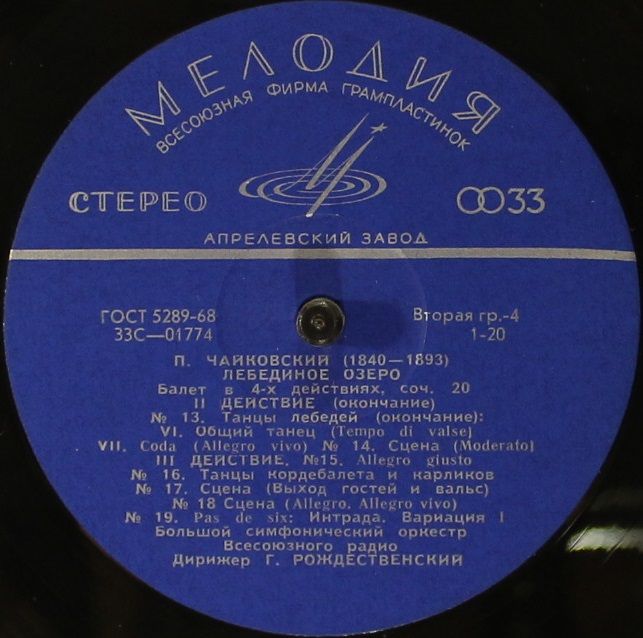 МЕЛОДИЯ
ВСЕСОЮЗНАЯ ФИРМА ГРАМПЛАСТИНОК
СТЕРЕО 33
АПРЕЛЕВСКИЙ ЗАВОД
ГОСТ 5289-68 Вторая гр.-4
33С—01774 1-20
П. ЧАЙКОВСКИЙ (1840—1893)
ЛЕБЕДИНОЕ ОЗЕРО
Балет в 4-х действиях, соч. 20
II ДЕЙСТВИЕ (окончание)
№ 13. Танцы лебедей (окончание):
VI. Общий танец (Tempo di valse)
VII. Coda (Allegro vivo) № 14. Сцена (Moderato)
III ДЕЙСТВИЕ. №15. Allegro giusto
№ 16. Танцы кордебалета и карликов
№ 17. Сцена (Выход гостей и вальс)
№ 18 Сцена (Allegro. Allegro vivo)
№ 19. Pas de six: Интрада. Вариация I
Большой симфонический оркестр
Всесоюзного радио
Дирижер Г. РОЖДЕСТВЕНСКИЙ